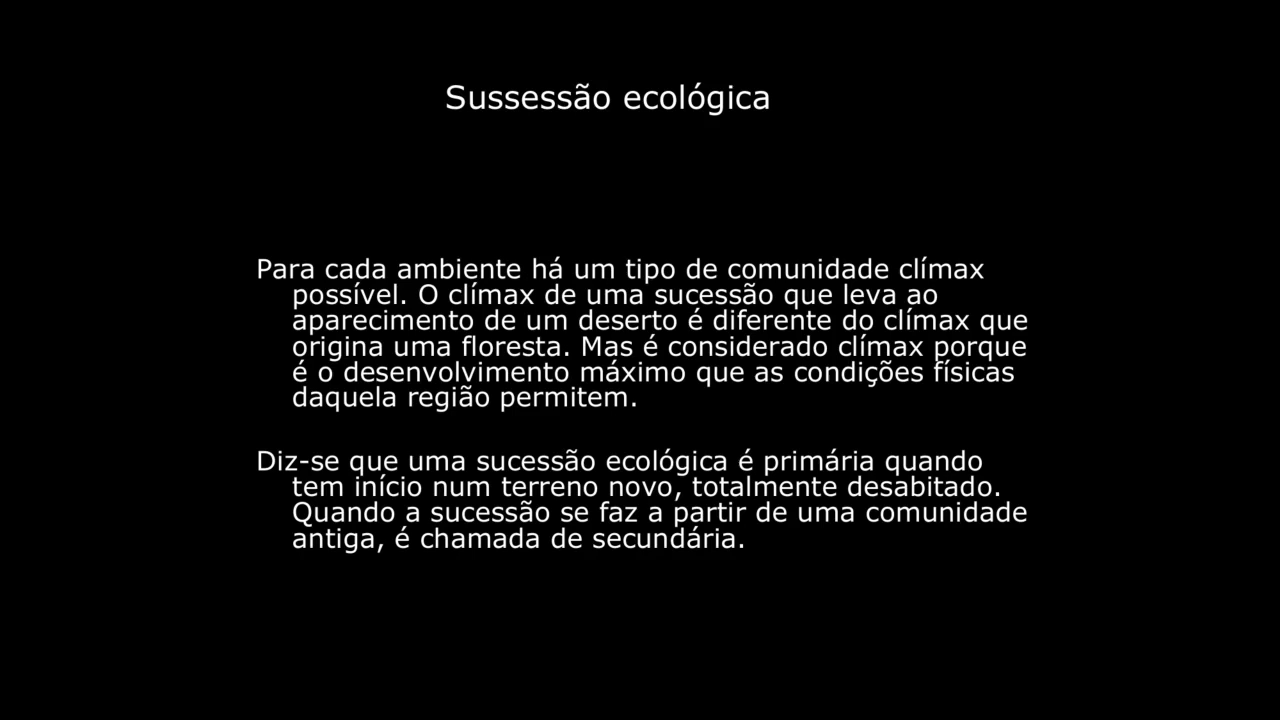 Sussessão ecológica
Para cada ambiente há um tipo de comunidade clímax
possível. O clímax de uma sucessão que leva ao
aparecimento de um deserto é diferente do clímax que
origina uma floresta. Mas é considerado clímax porque
é o desenvolvimento máximo que as condições físicas
daquela região permitem.
Diz-se que uma sucessão ecológica é primária quando
tem início num terreno novo, totalmente desabitado.
Quando a sucessão se faz a partir de uma comunidade
antiga, é chamada de secundária.